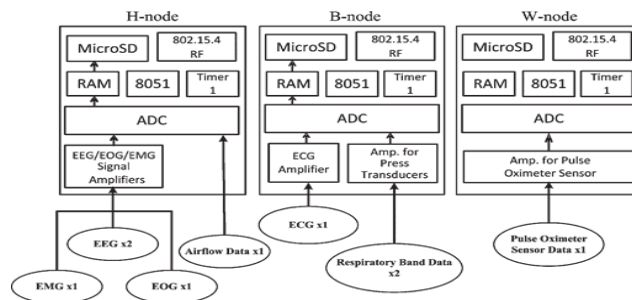 H-node
MicroSD
802.15.4
RF
RAM
8051
Timer
1
ADC
EEG/EOG/EMG
Signal
Amplifiers
EEG x2
Airflow Data x1
EMG x1
EOG x1
B-node
MicroSD
802.15.4
RF
RAM
8051
Timer
1
ADC
ECG
Amplifier
Amp. for
Press
Transducers
ECG x1
Respiratory Band Data
x2
W-node
MicroSD
802.15.4
RF
RAM
8051
Timer
1
ADC
Amp. for Pulse
Oximeter Sensor
Pulse Oximeter
Sensor Data x1